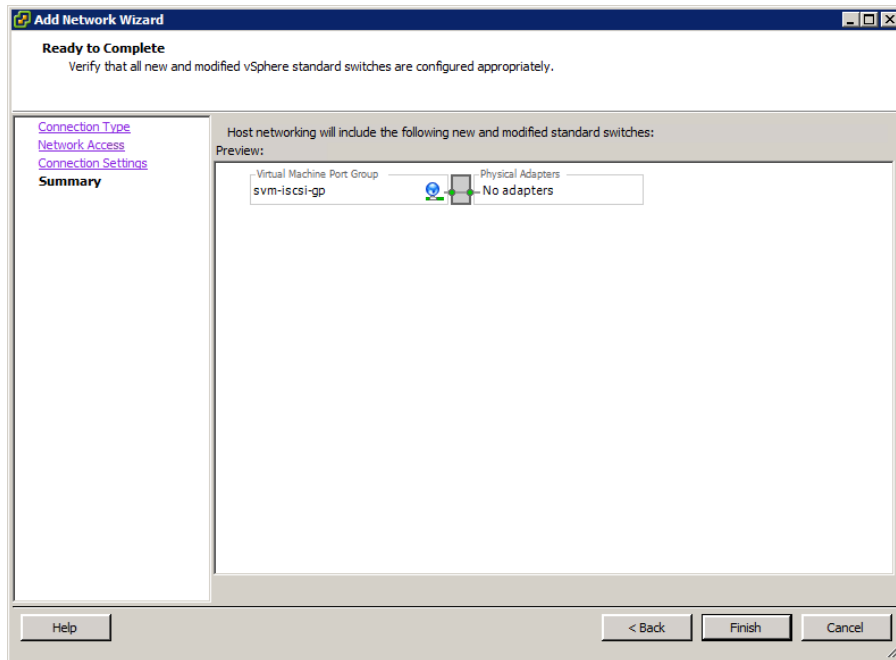 Add Network Wizard
Ready to Complete
Verify that all new and modified vSphere standard switches are configured appropriately.
Connection Type
Network Access
Connection Settings
Summary
Host networking will include the following new and modified standard switches:
Preview:
Virtual Machine Port Group
svm-iscsi-gp
Physical Adapters
No adapters
Help
< Back
Finish
Cancel